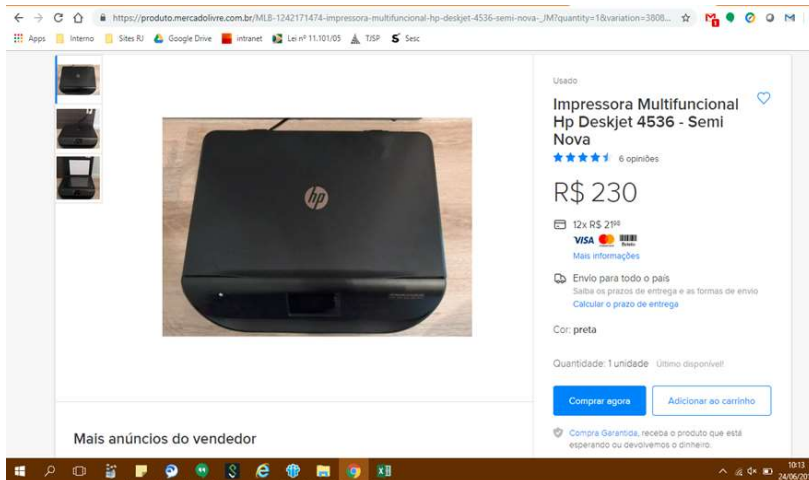 https://produto.mercadolivre.com.br/MLB-1242171474-impressora-multifuncional-hp-deskjet-4536-semi-nova-_JM?quantity=1&variation=3808...
Apps Interno Sites RJ Google Drive intranet Lei nº 11.101/05 TJSP Sesc
Usado
Impressora Multifuncional
Hp Deskjet 4536 - Semi
Nova
6 opiniões
R$ 230
12x R$ 21⁹⁸
VISA
Boleto
Mais informações
Envio para todo o país
Saiba os prazos de entrega e as formas de envio
Calcular o prazo de entrega
Cor: preta
Quantidade: 1 unidade Último disponível!
Comprar agora Adicionar ao carrinho
Compra Garantida, receba o produto que está
esperando ou devolvemos o dinheiro.
hp
Mais anúncios do vendedor
10:13
24/06/20